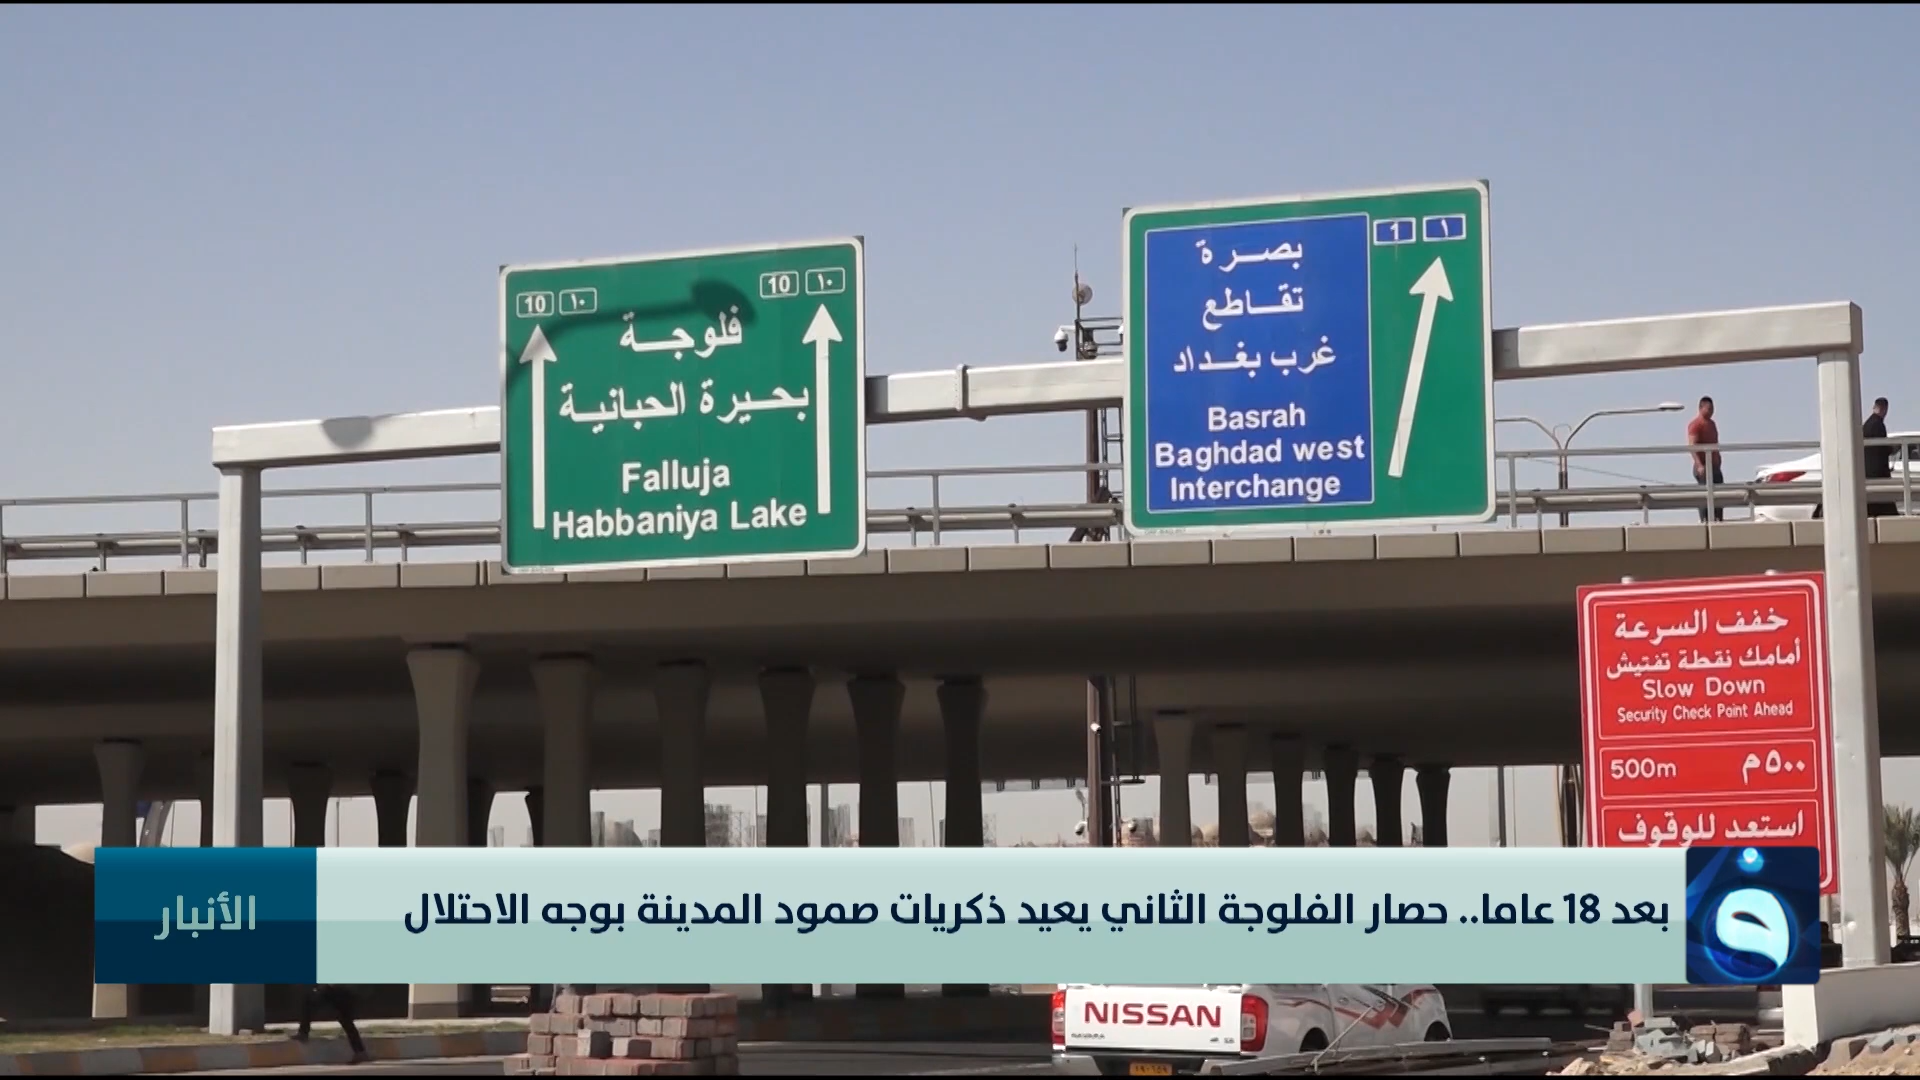 10 ١٠
10 ١٠
فلوجة
بحيرة الحبانية
Falluja
Habbaniya Lake
1 ١
بصرة
تقاطع
غرب بغداد
Basrah
Baghdad west
Interchange
خفف السرعة
أمامك نقطة تفتيش
Slow Down
Security Check Point Ahead
500m ٥٠٠م
استعد للوقوف
بعد 18 عاما.. حصار الفلوجة الثاني يعيد ذكريات صمود المدينة بوجه الاحتلال
الأنبار
NISSAN
NAVARA